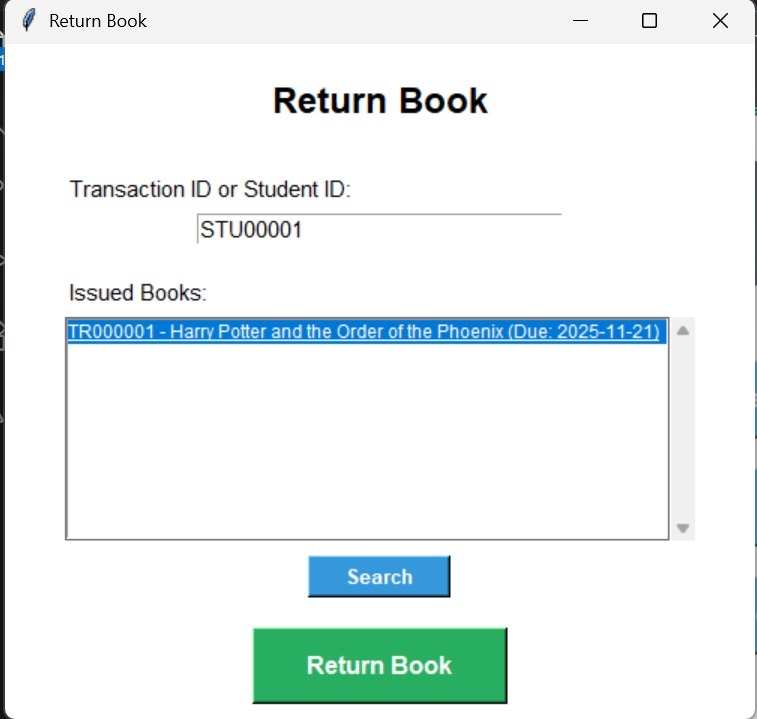 Return Book
Return Book
Transaction ID or Student ID:
STU00001
Issued Books:
TR000001 - Harry Potter and the Order of the Phoenix (Due: 2025-11-21)
Search
Return Book